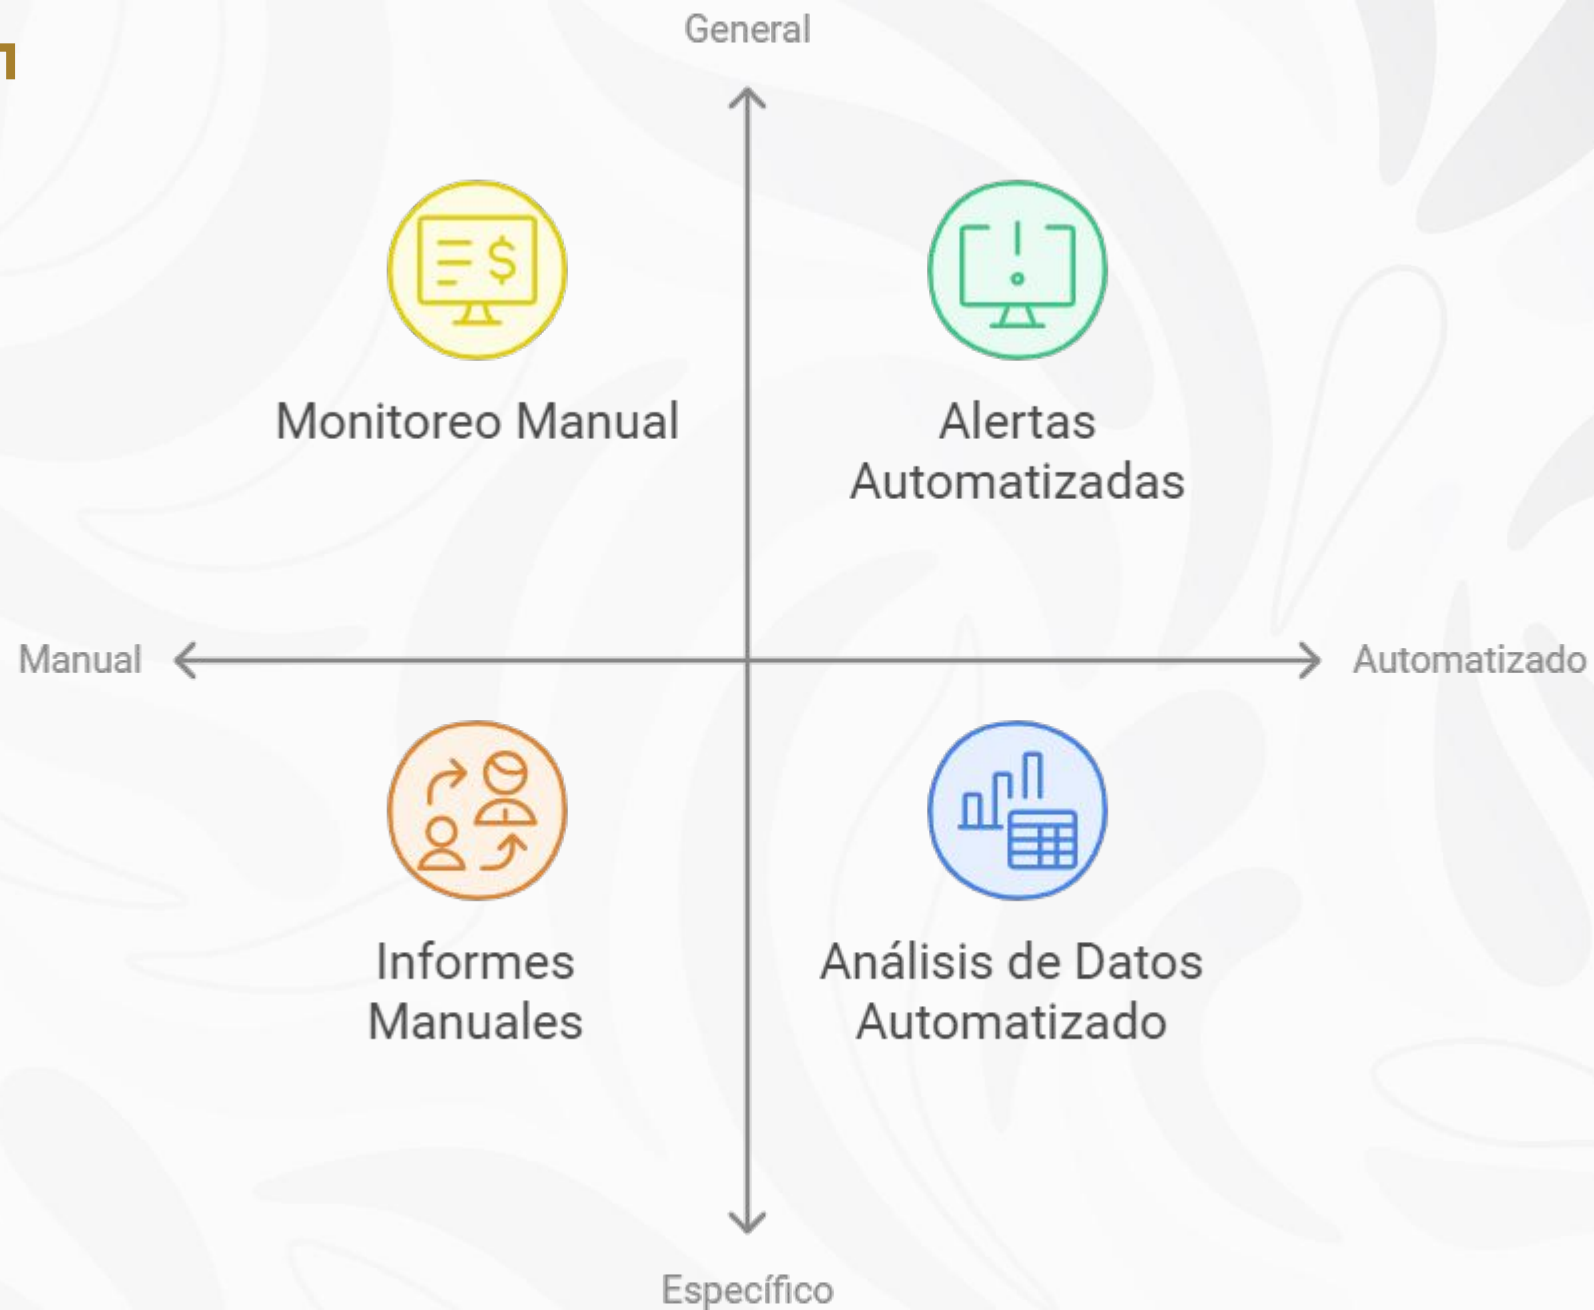 General
Monitoreo Manual
Alertas
Automatizadas
Manual
Automatizado
Informes
Manuales
Análisis de Datos
Automatizado
Específico